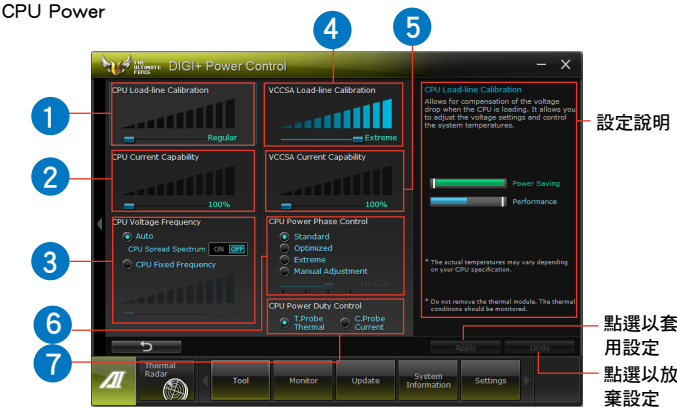 CPU Power
4
5
THE ULTIMATE FORCE
DIGI+ Power Control
1
CPU Load-line Calibration
Regular
VCCSA Load-line Calibration
Extreme
CPU Load-line Calibration
Allows for compensation of the voltage
drop when the CPU is loading. It allows you
to adjust the voltage settings and control
the system temperatures.
設定說明
2
CPU Current Capability
100%
VCCSA Current Capability
100%
Power Saving
Performance
3
CPU Voltage Frequency
Auto
CPU Spread Spectrum
ON
OFF
CPU Fixed Frequency
CPU Power Phase Control
Standard
Optimized
Extreme
Manual Adjustment
Medium
* The actual temperatures may vary depending
on your CPU specification.
* Do not remove the thermal module. The thermal
conditions should be monitored.
6
7
CPU Power Duty Control
T.Probe
Thermal
C.Probe
Current
Apply
Undo
點選以套
用設定
點選以放
棄設定
AI
Thermal
Radar
Tool
Monitor
Update
System
Information
Settings